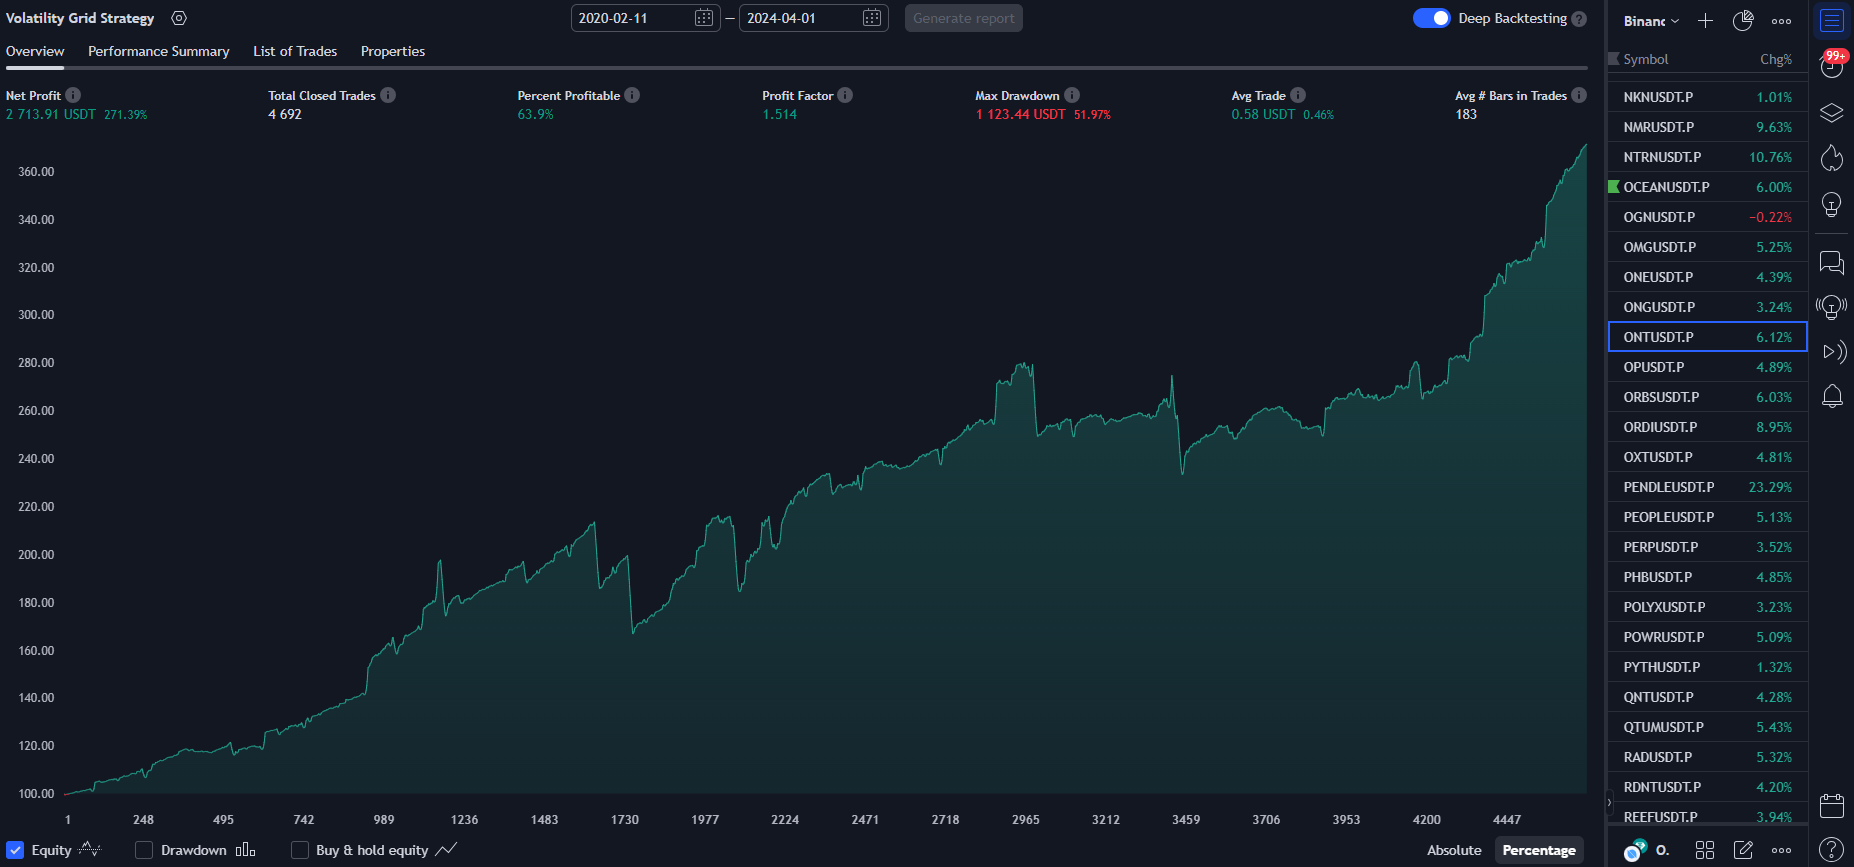 Volatility Grid Strategy
2020-02-11 — 2024-04-01 Generate report
Deep Backtesting ?
Overview Performance Summary List of Trades Properties
Net Profit
2 713.91 USDT 271.39%
Total Closed Trades
4 692
Percent Profitable
63.9%
Profit Factor
1.514
Max Drawdown
1 123.44 USDT 51.97%
Avg Trade
0.58 USDT 0.46%
Avg # Bars in Trades
183
360.00
340.00
320.00
300.00
280.00
260.00
240.00
220.00
200.00
180.00
160.00
140.00
120.00
100.00
1 248 495 742 989 1236 1483 1730 1977 2224 2471 2718 2965 3212 3459 3706 3953 4200 4447
Equity Drawdown Buy & hold equity
Absolute Percentage
Binanc
Symbol Chg%
NKNUSDT.P 1.01%
NMRUSDT.P 9.63%
NTRNUSDT.P 10.76%
OCEANUSDT.P 6.00%
OGNUSDT.P −0.22%
OMGUSDT.P 5.25%
ONEUSDT.P 4.39%
ONGUSDT.P 3.24%
ONTUSDT.P 6.12%
OPUSDT.P 4.89%
ORBSUSDT.P 6.03%
ORDIUSDT.P 8.95%
OXTUSDT.P 4.81%
PENDLEUSDT.P 23.29%
PEOPLEUSDT.P 5.13%
PERPUSDT.P 3.52%
PHBUSDT.P 4.85%
POLYXUSDT.P 3.23%
POWRUSDT.P 5.09%
PYTHUSDT.P 1.32%
QNTUSDT.P 4.28%
QTUMUSDT.P 5.43%
RADUSDT.P 5.32%
RDNTUSDT.P 4.20%
REEFUSDT.P 3.94%
O.
99+